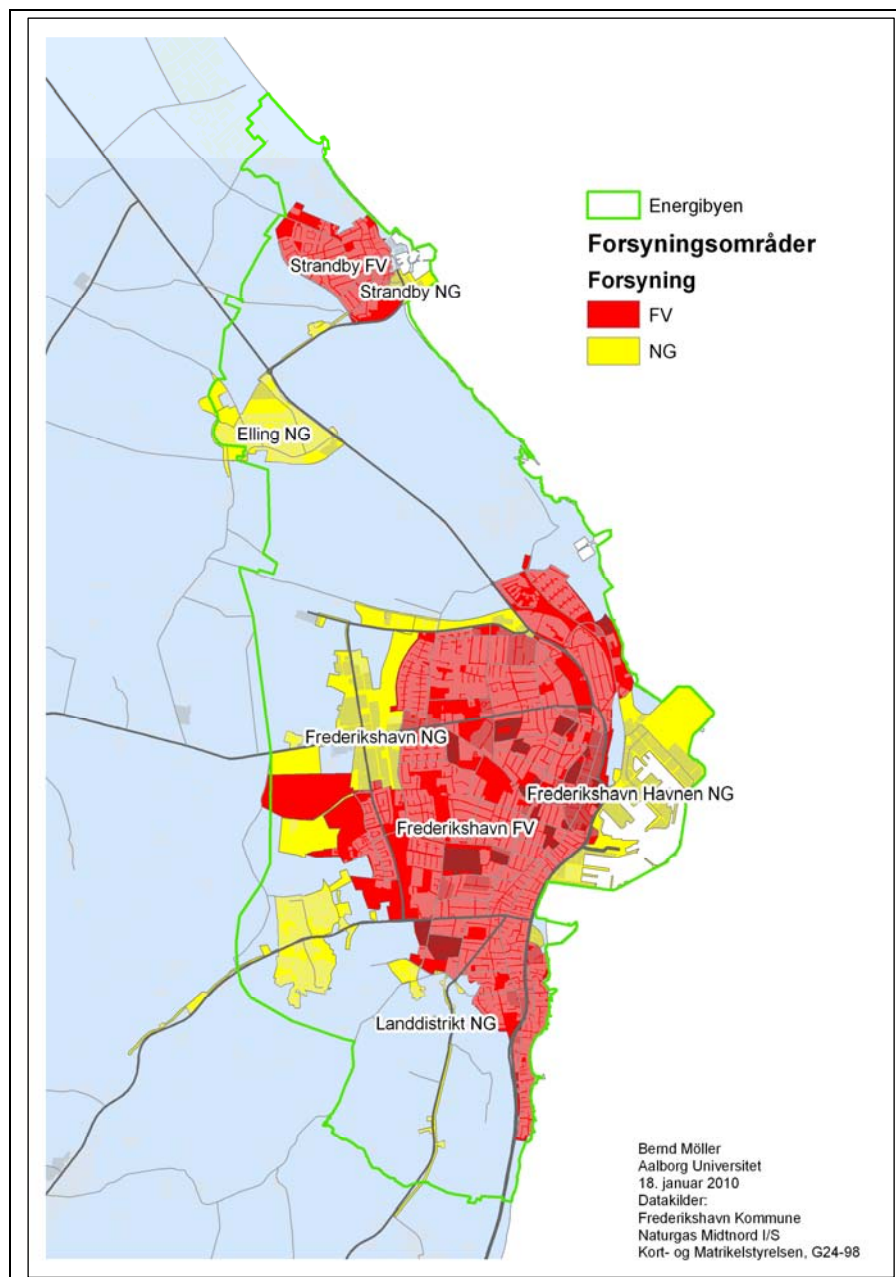 Energibyen
Forsyningsområder
Forsyning
FV
NG
Strandby FV
Strandby NG
Elling NG
Frederikshavn NG
Frederikshavn Havnen NG
Frederikshavn FV
Landdistrikt NG
Bernd Möller
Aalborg Universitet
18. januar 2010
Datakilder:
Frederikshavn Kommune
Naturgas Midtnord I/S
Kort- og Matrikelstyrelsen, G24-98